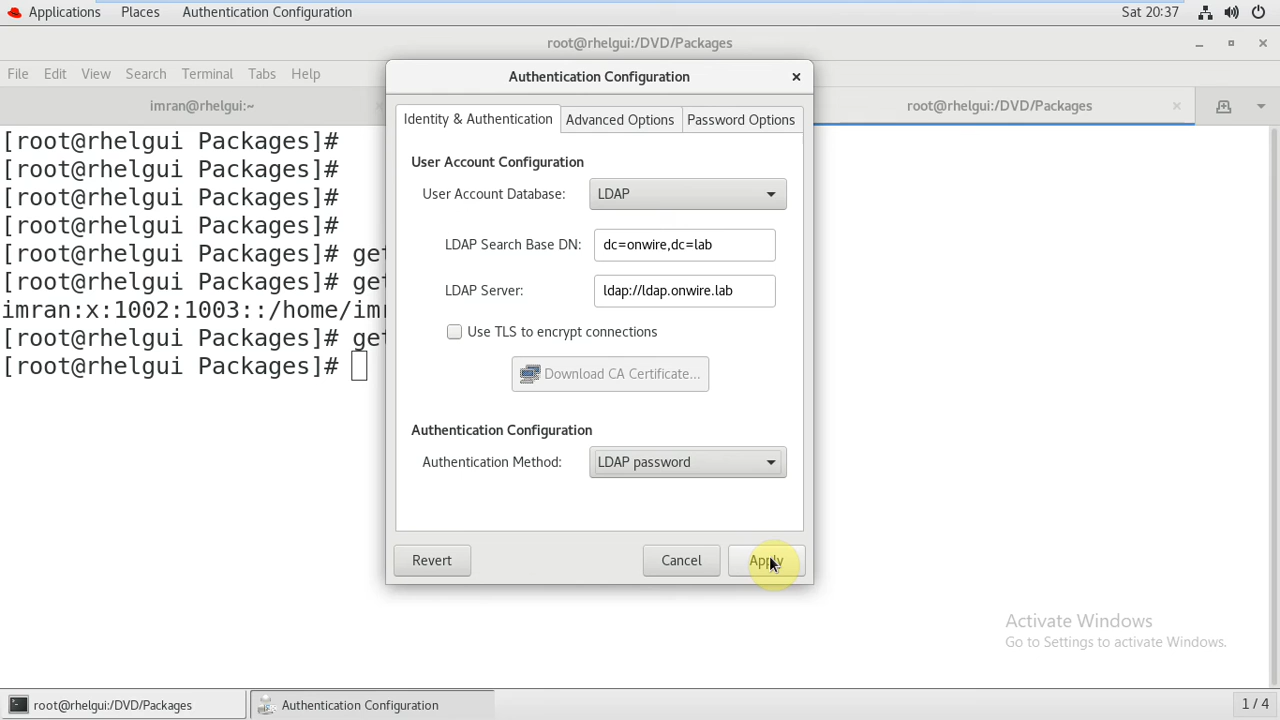 Applications Places Authentication Configuration Sat 20:37
root@rhelgui:/DVD/Packages
File Edit View Search Terminal Tabs Help
imran@rhelgui:~ root@rhelgui:/DVD/Packages
[root@rhelgui Packages]#
[root@rhelgui Packages]#
[root@rhelgui Packages]#
[root@rhelgui Packages]#
[root@rhelgui Packages]# get
[root@rhelgui Packages]# get
imran:x:1002:1003::/home/imr
[root@rhelgui Packages]# get
[root@rhelgui Packages]#
Authentication Configuration
Identity & Authentication Advanced Options Password Options
User Account Configuration
User Account Database: LDAP
LDAP Search Base DN: dc=onwire,dc=lab
LDAP Server: ldap://ldap.onwire.lab
Use TLS to encrypt connections
Download CA Certificate...
Authentication Configuration
Authentication Method: LDAP password
Revert Cancel Apply
Activate Windows
Go to Settings to activate Windows.
root@rhelgui:/DVD/Packages Authentication Configuration 1 / 4